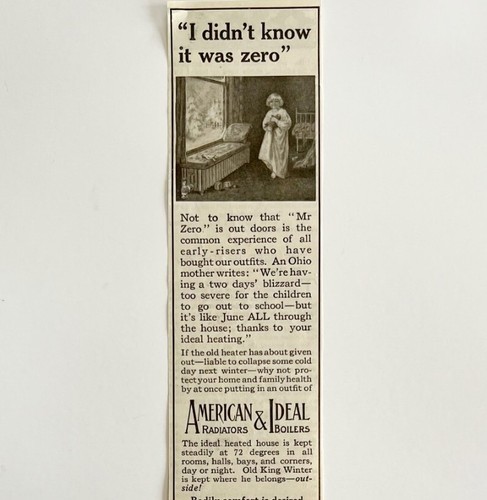 “I didn’t know
it was zero”
Not to know that “Mr
Zero” is out doors is the
common experience of all
early-risers who have
bought our outfits. An Ohio
mother writes: “We’re hav-
ing a two days’ blizzard—
too severe for the children
to go out to school—but
it’s like June ALL through
the house; thanks to your
ideal heating.”
If the old heater has about given
out—liable to collapse some cold
day next winter—why not pro-
tect your home and family health
by at once putting in an outfit of
AMERICAN & IDEAL
RADIATORS BOILERS
The ideal heated house is kept
steadily at 72 degrees in all
rooms, halls, bays, and corners,
day or night. Old King Winter
is kept where he belongs—out-
side!
Bodily comfort is desired